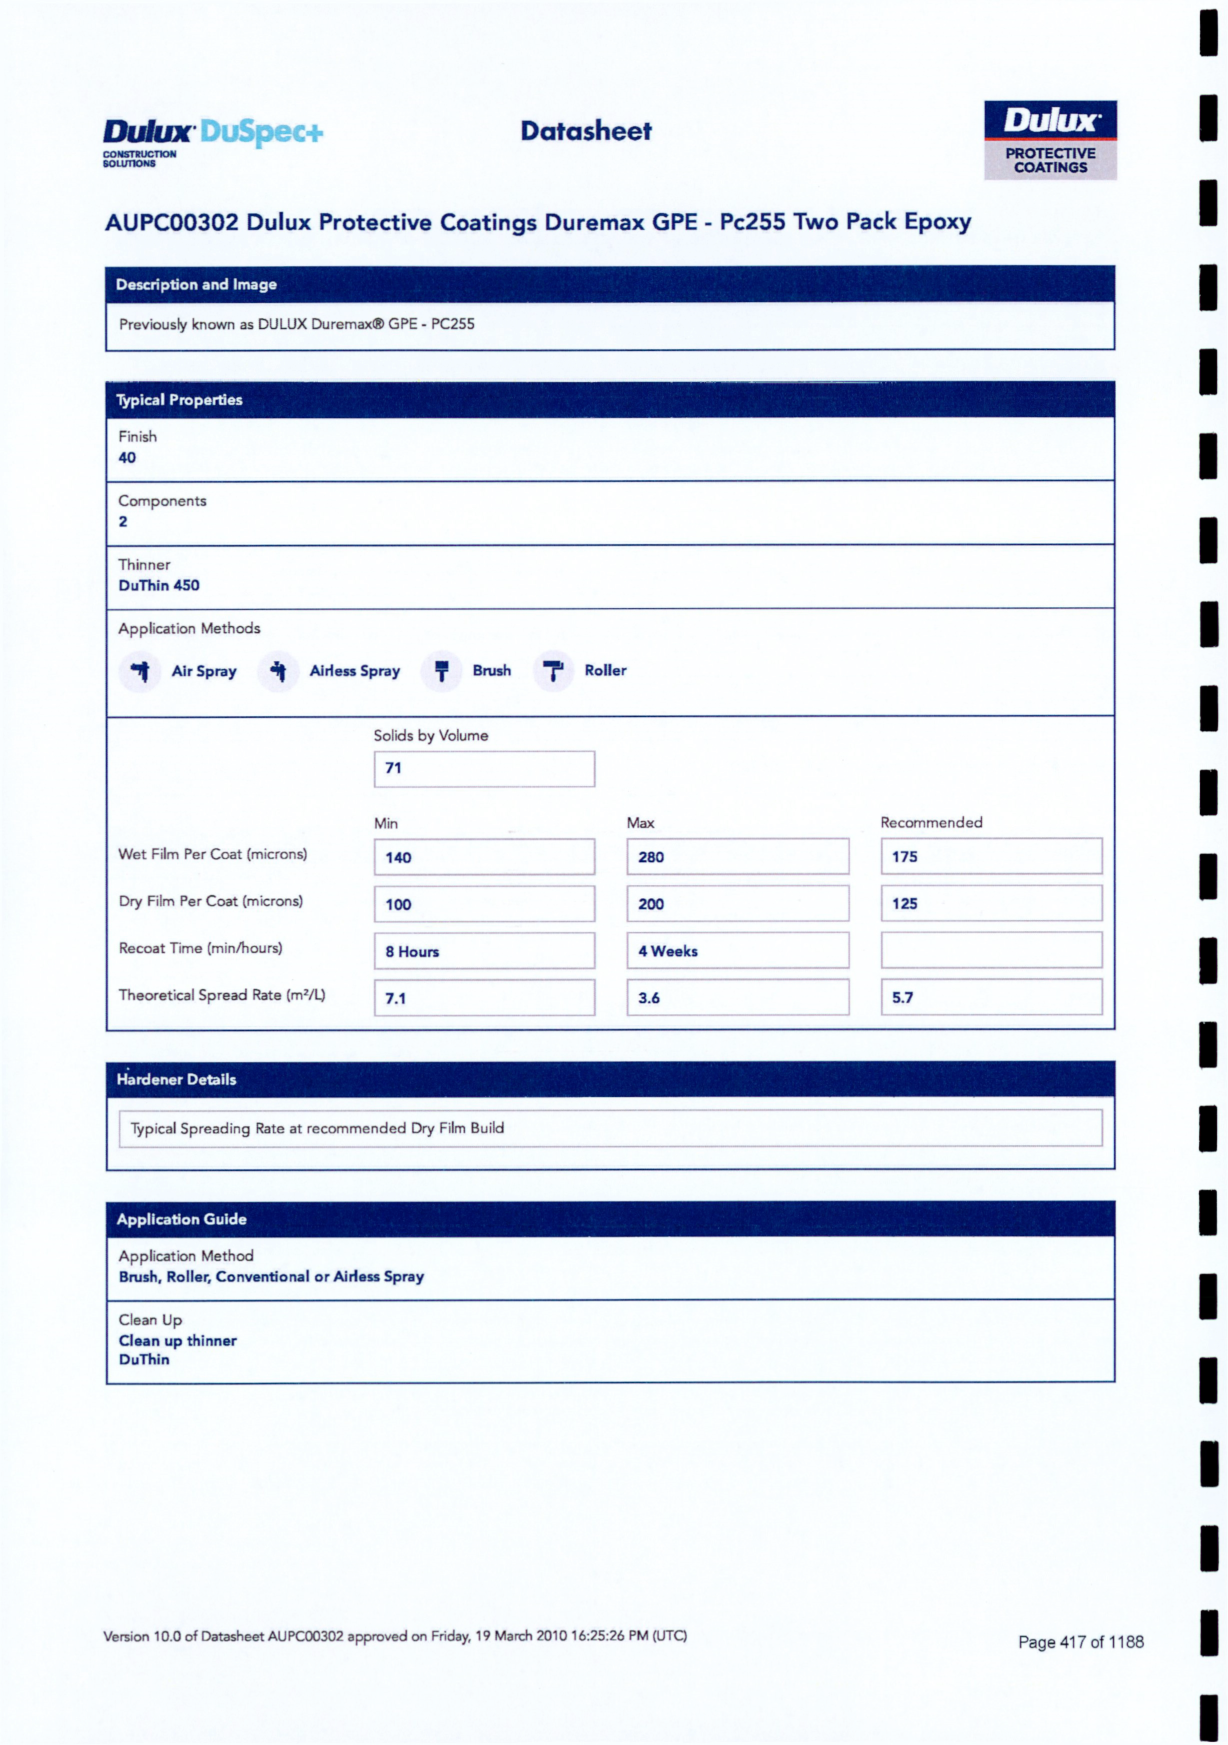 Dulux DuSpec+
CONSTRUCTION
SOLUTIONS
Datasheet
Dulux
PROTECTIVE
COATINGS
AUPC00302 Dulux Protective Coatings Duremax GPE - Pc255 Two Pack Epoxy
Description and Image
Previously known as DULUX Duremax® GPE - PC255
Typical Properties
Finish
40
Components
2
Thinner
DuThin 450
Application Methods
Air Spray Airless Spray Brush Roller
Solids by Volume
71
Min Max Recommended
Wet Film Per Coat (microns) 140 280 175
Dry Film Per Coat (microns) 100 200 125
Recoat Time (min/hours) 8 Hours 4 Weeks
Theoretical Spread Rate (m²/L) 7.1 3.6 5.7
Hardener Details
Typical Spreading Rate at recommended Dry Film Build
Application Guide
Application Method
Brush, Roller, Conventional or Airless Spray
Clean Up
Clean up thinner
DuThin
Version 10.0 of Datasheet AUPC00302 approved on Friday, 19 March 2010 16:25:26 PM (UTC)
Page 417 of 1188